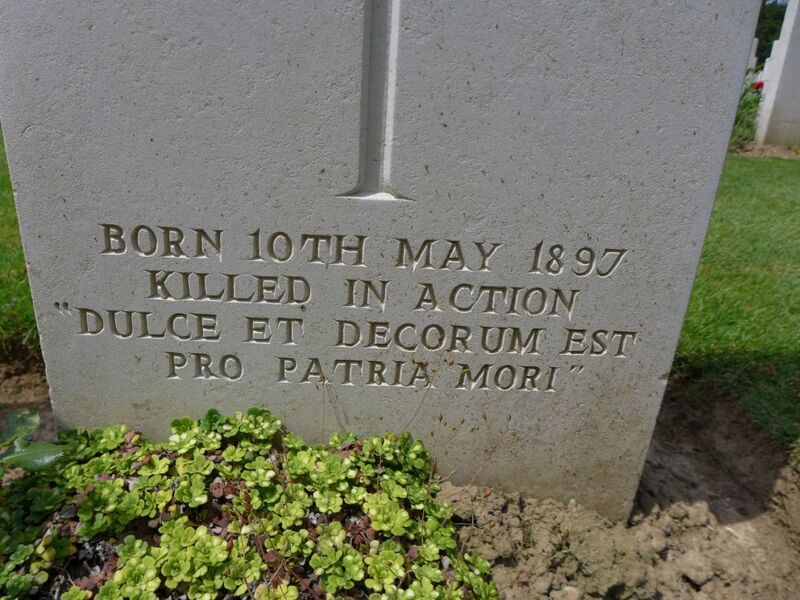 BORN 10TH MAY 1897
KILLED IN ACTION
"DULCE ET DECORUM EST
PRO PATRIA MORI"